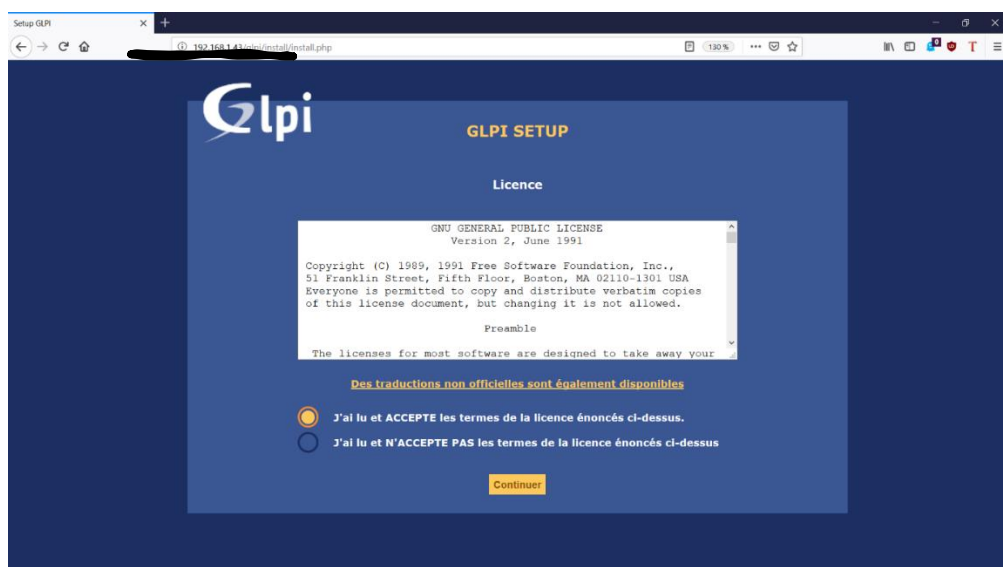 Setup GLPI
192.168.1.43/glpi/install/install.php
130 %
0
T
Glpi
GLPI SETUP
Licence
GNU GENERAL PUBLIC LICENSE
Version 2, June 1991
Copyright (C) 1989, 1991 Free Software Foundation, Inc.,
51 Franklin Street, Fifth Floor, Boston, MA 02110-1301 USA
Everyone is permitted to copy and distribute verbatim copies
of this license document, but changing it is not allowed.
Preamble
The licenses for most software are designed to take away your
Des traductions non officielles sont également disponibles
J'ai lu et ACCEPTE les termes de la licence énoncés ci-dessus.
J'ai lu et N'ACCEPTE PAS les termes de la licence énoncés ci-dessus
Continuer